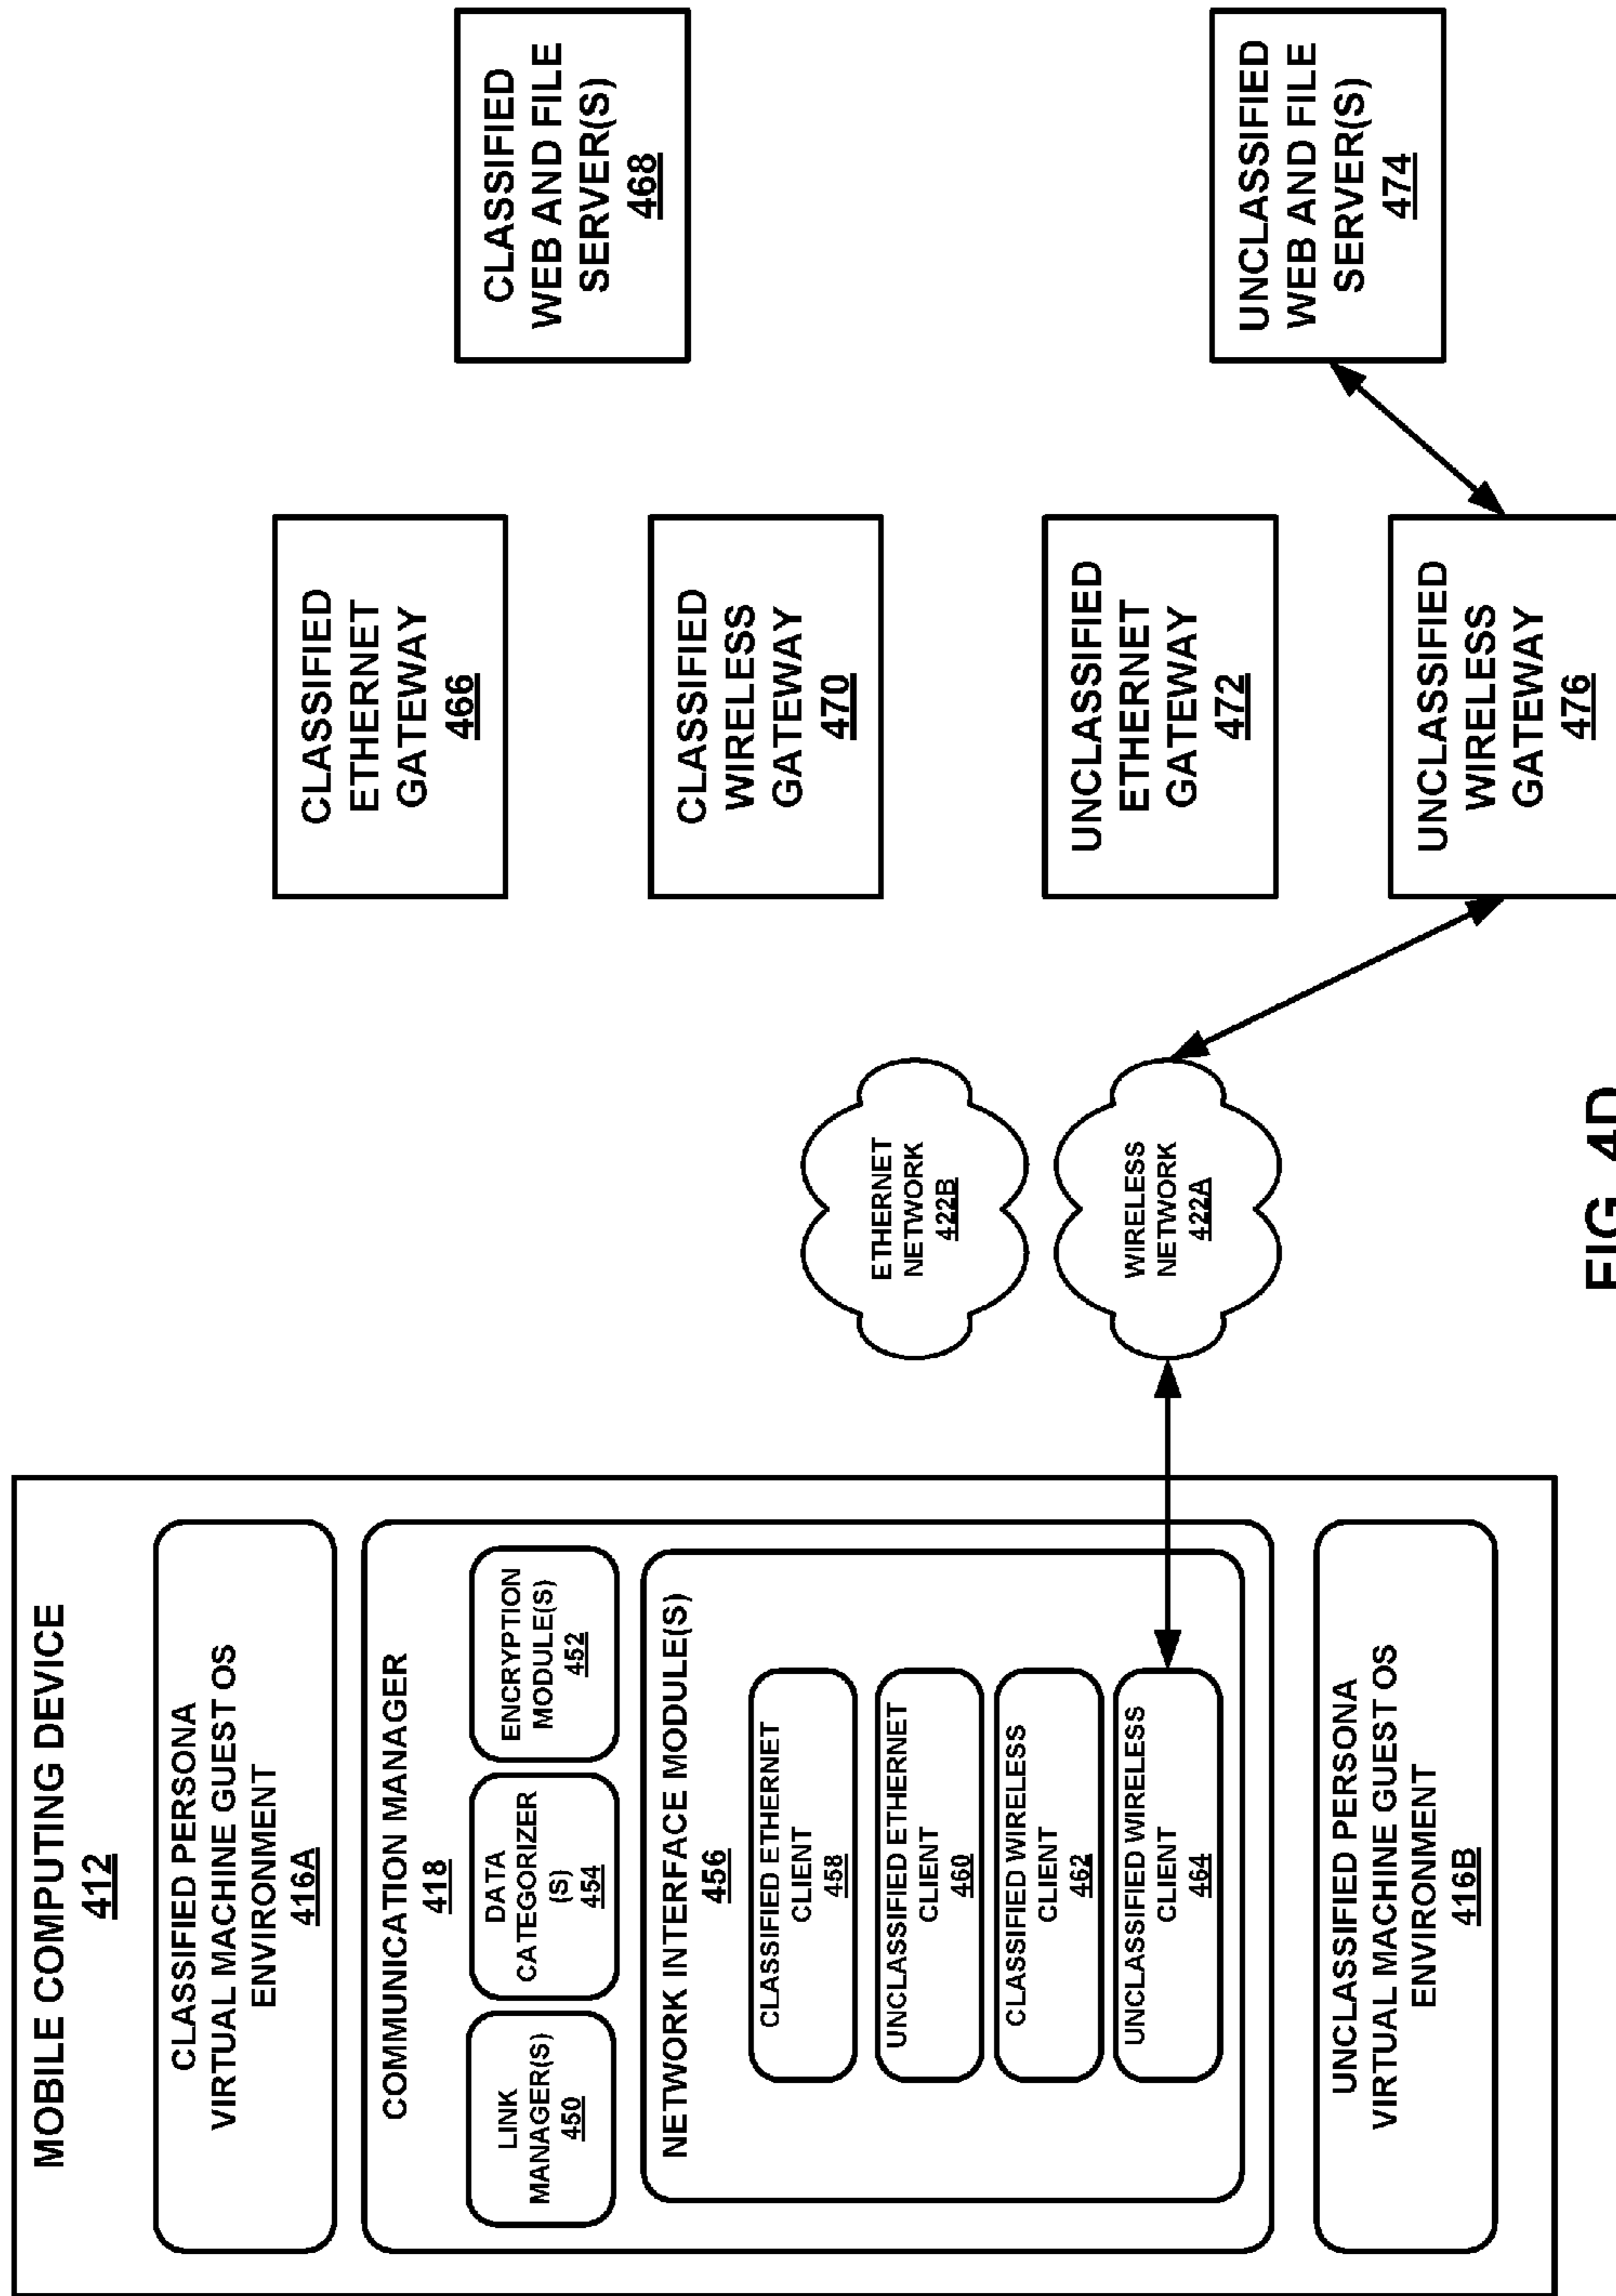 MOBILE COMPUTING DEVICE
412
CLASSIFIED PERSONA
VIRTUAL MACHINE GUEST OS
ENVIRONMENT
416A
COMMUNICATION MANAGER
418
LINK
MANAGER(S)
450
DATA
CATEGORIZER
(S)
454
ENCRYPTION
MODULE(S)
452
NETWORK INTERFACE MODULE(S)
456
CLASSIFIED ETHERNET
CLIENT
458
UNCLASSIFIED ETHERNET
CLIENT
460
CLASSIFIED WIRELESS
CLIENT
462
UNCLASSIFIED WIRELESS
CLIENT
464
UNCLASSIFIED PERSONA
VIRTUAL MACHINE GUEST OS
ENVIRONMENT
416B
ETHERNET
NETWORK
422B
WIRELESS
NETWORK
422A
CLASSIFIED
ETHERNET
GATEWAY
466
CLASSIFIED
WIRELESS
GATEWAY
470
UNCLASSIFIED
ETHERNET
GATEWAY
472
UNCLASSIFIED
WIRELESS
GATEWAY
476
CLASSIFIED
WEB AND FILE
SERVER(S)
468
UNCLASSIFIED
WEB AND FILE
SERVER(S)
474
FIG. 4D